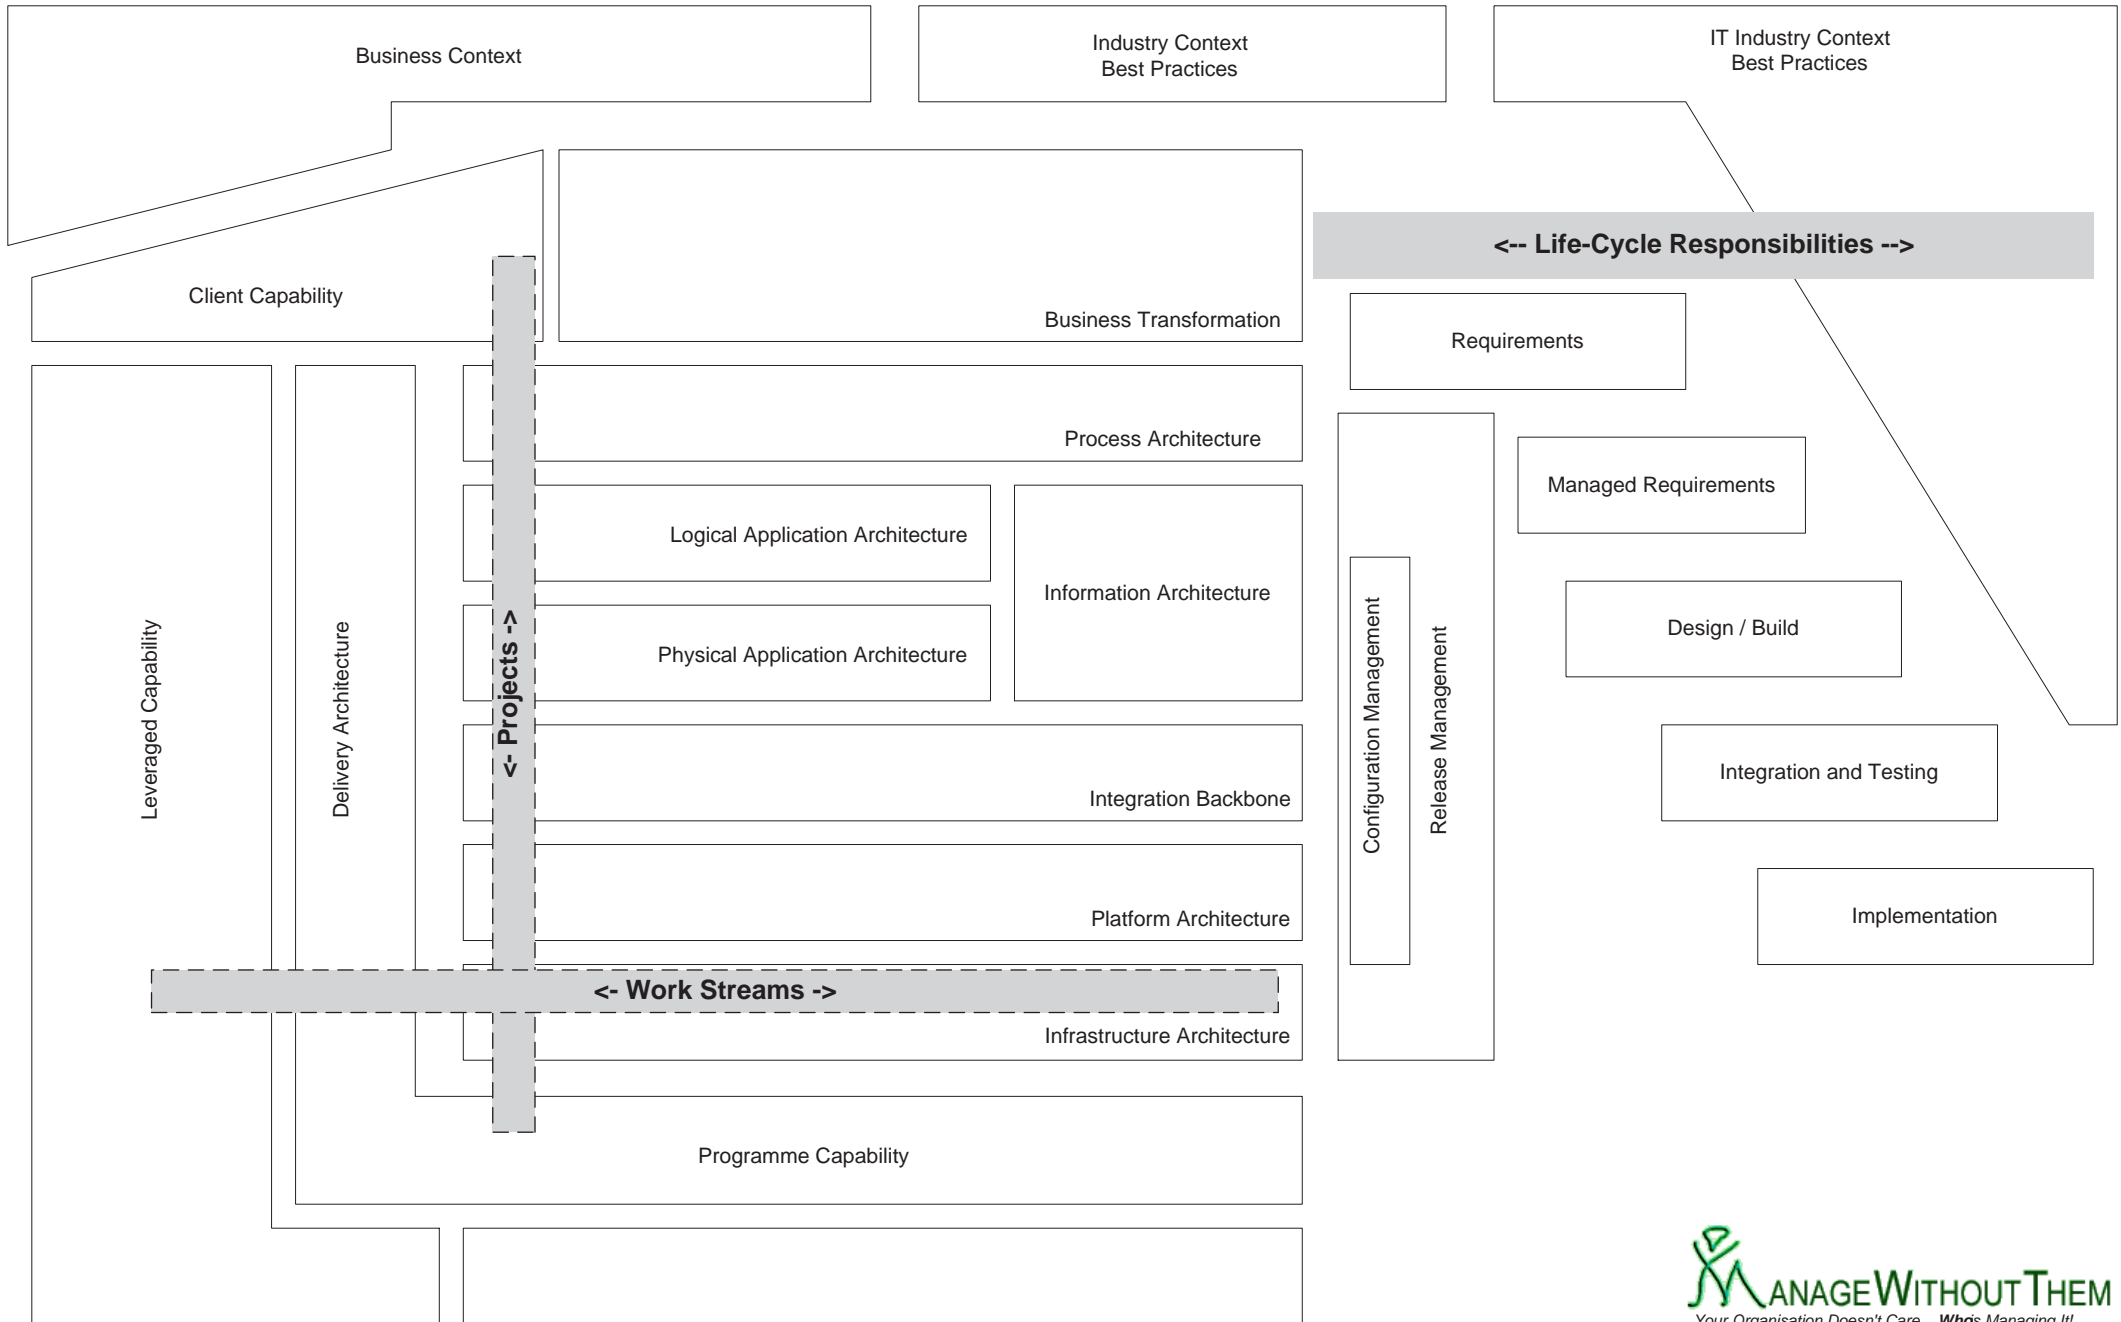 Business Context
Industry Context
Best Practices
IT Industry Context
Best Practices
<-- Life-Cycle Responsibilities -->
Client Capability
Business Transformation
Requirements
Process Architecture
Managed Requirements
Logical Application Architecture
Information Architecture
Physical Application Architecture
Design / Build
Leveraged Capability
Delivery Architecture
<- Projects ->
Configuration Management
Release Management
Integration Backbone
Integration and Testing
Platform Architecture
Implementation
<- Work Streams ->
Infrastructure Architecture
Programme Capability
MANAGEWITHOUTTHEM
Your Organisation Doesn't Care... Who's Managing It!